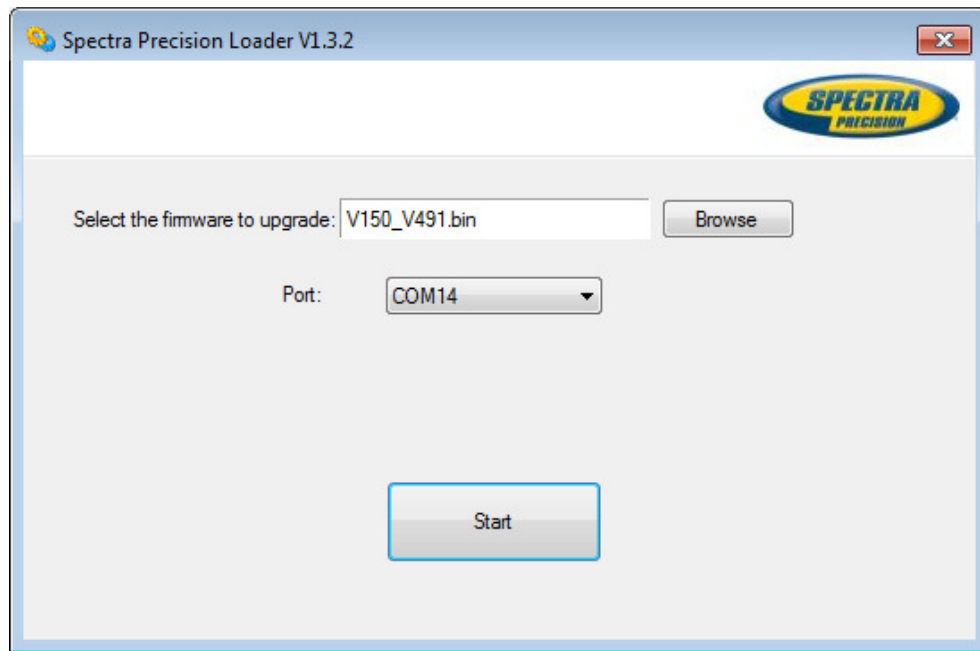 Spectra Precision Loader V1.3.2
SPECTRA
PRECISION
Select the firmware to upgrade: V150_V491.bin Browse
Port: COM14
Start